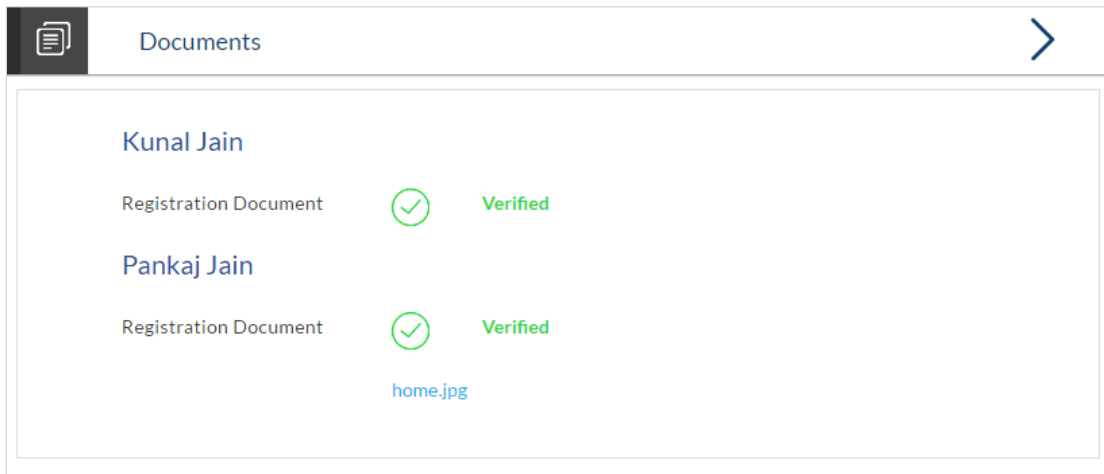 Documents
Kunal Jain
Registration Document Verified
Pankaj Jain
Registration Document Verified
home.jpg